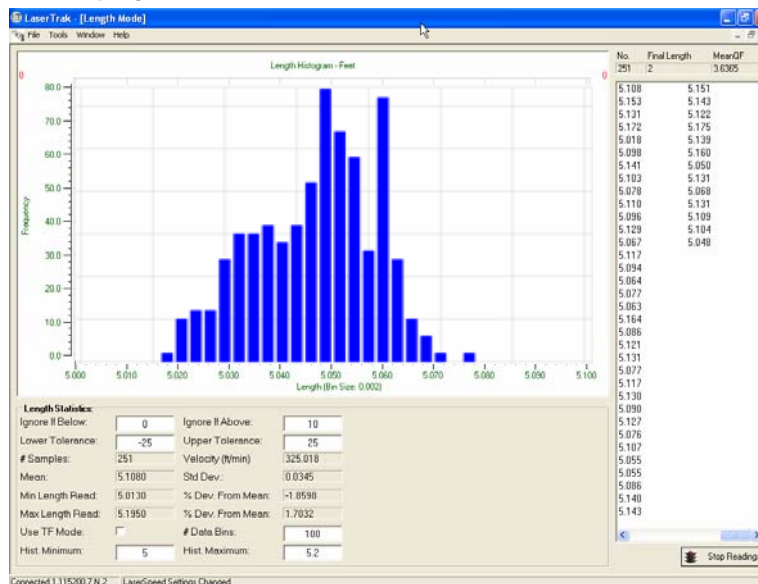 LaserTrak - [Length Mode]
File Tools Window Help
Length Histogram - Feet
0 0
80.0
70.0
60.0
50.0
40.0
30.0
20.0
10.0
0.0
Frequency
5.000 5.010 5.020 5.030 5.040 5.050 5.060 5.070 5.080 5.090 5.100
Length (Bin Size: 0.002)
Length Statistics:
Ignore If Below: 0 Ignore If Above: 10
Lower Tolerance: -25 Upper Tolerance: 25
# Samples: 251 Velocity (ft/min) 325.018
Mean: 5.1080 Std Dev.: 0.0345
Min Length Read: 5.0130 % Dev. From Mean: -1.8598
Max Length Read: 5.1950 % Dev. From Mean: 1.7032
Use TF Mode: # Data Bins: 100
Hist. Minimum: 5 Hist. Maximum: 5.2
No. Final Length MeanQF
251 2 3.6365
5.108 5.151
5.153 5.143
5.131 5.122
5.172 5.175
5.018 5.139
5.098 5.160
5.141 5.050
5.103 5.131
5.078 5.068
5.110 5.131
5.096 5.109
5.129 5.104
5.067 5.048
5.117
5.094
5.064
5.077
5.063
5.164
5.086
5.121
5.131
5.077
5.117
5.130
5.090
5.127
5.076
5.107
5.055
5.055
5.086
5.140
5.143
Stop Reading
Connected 1,115200,7,N,2 LaserSpeed Settings Changed